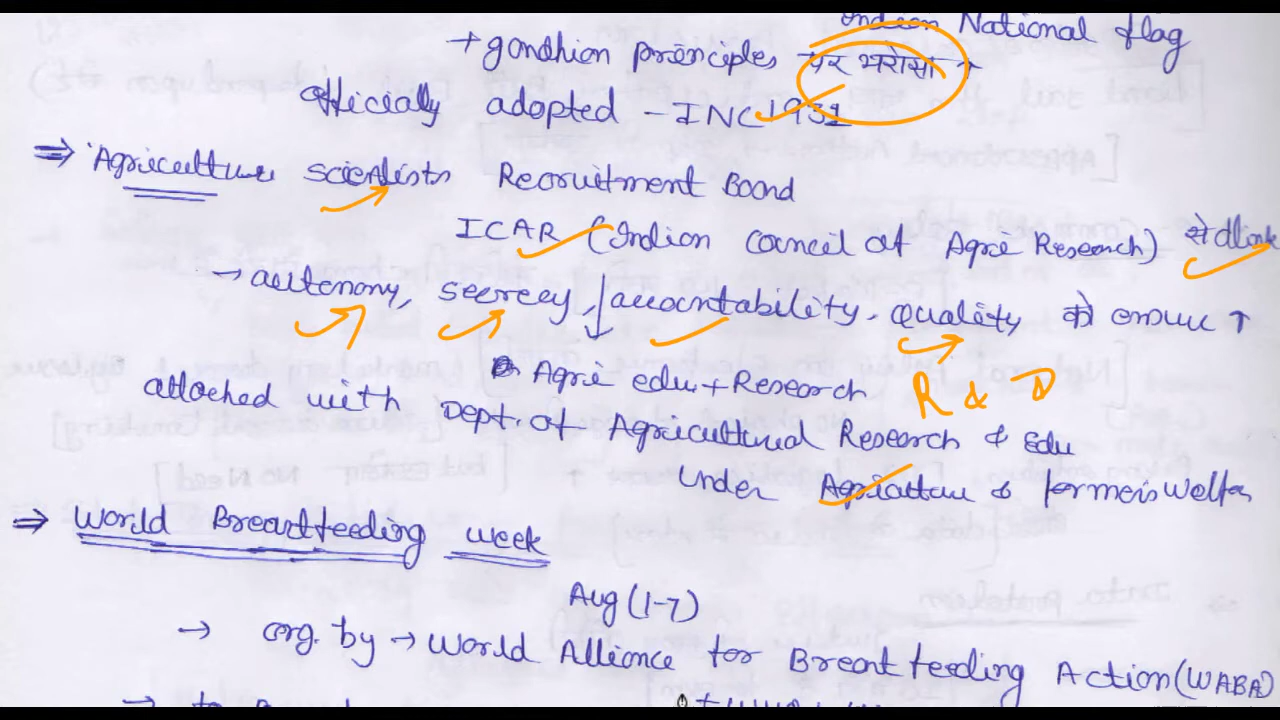 Indian National flag
→ gandhian principles → पर भरोसा ↑
officially adopted - INC 1931
⇒ Agriculture scientists Recruitment Board
ICAR (Indian Council of Agri Research) से delink
→ autonomy, secrecy, accountability, quality को ensure ↑
Agri edu + Research R & D
attached with Dept. of Agricultural Research & Edu
Under Agriculture & farmers welfare
⇒ World Breastfeeding week
Aug (1-7)
→ org. by → World Alliance for Breastfeeding Action (WABA)